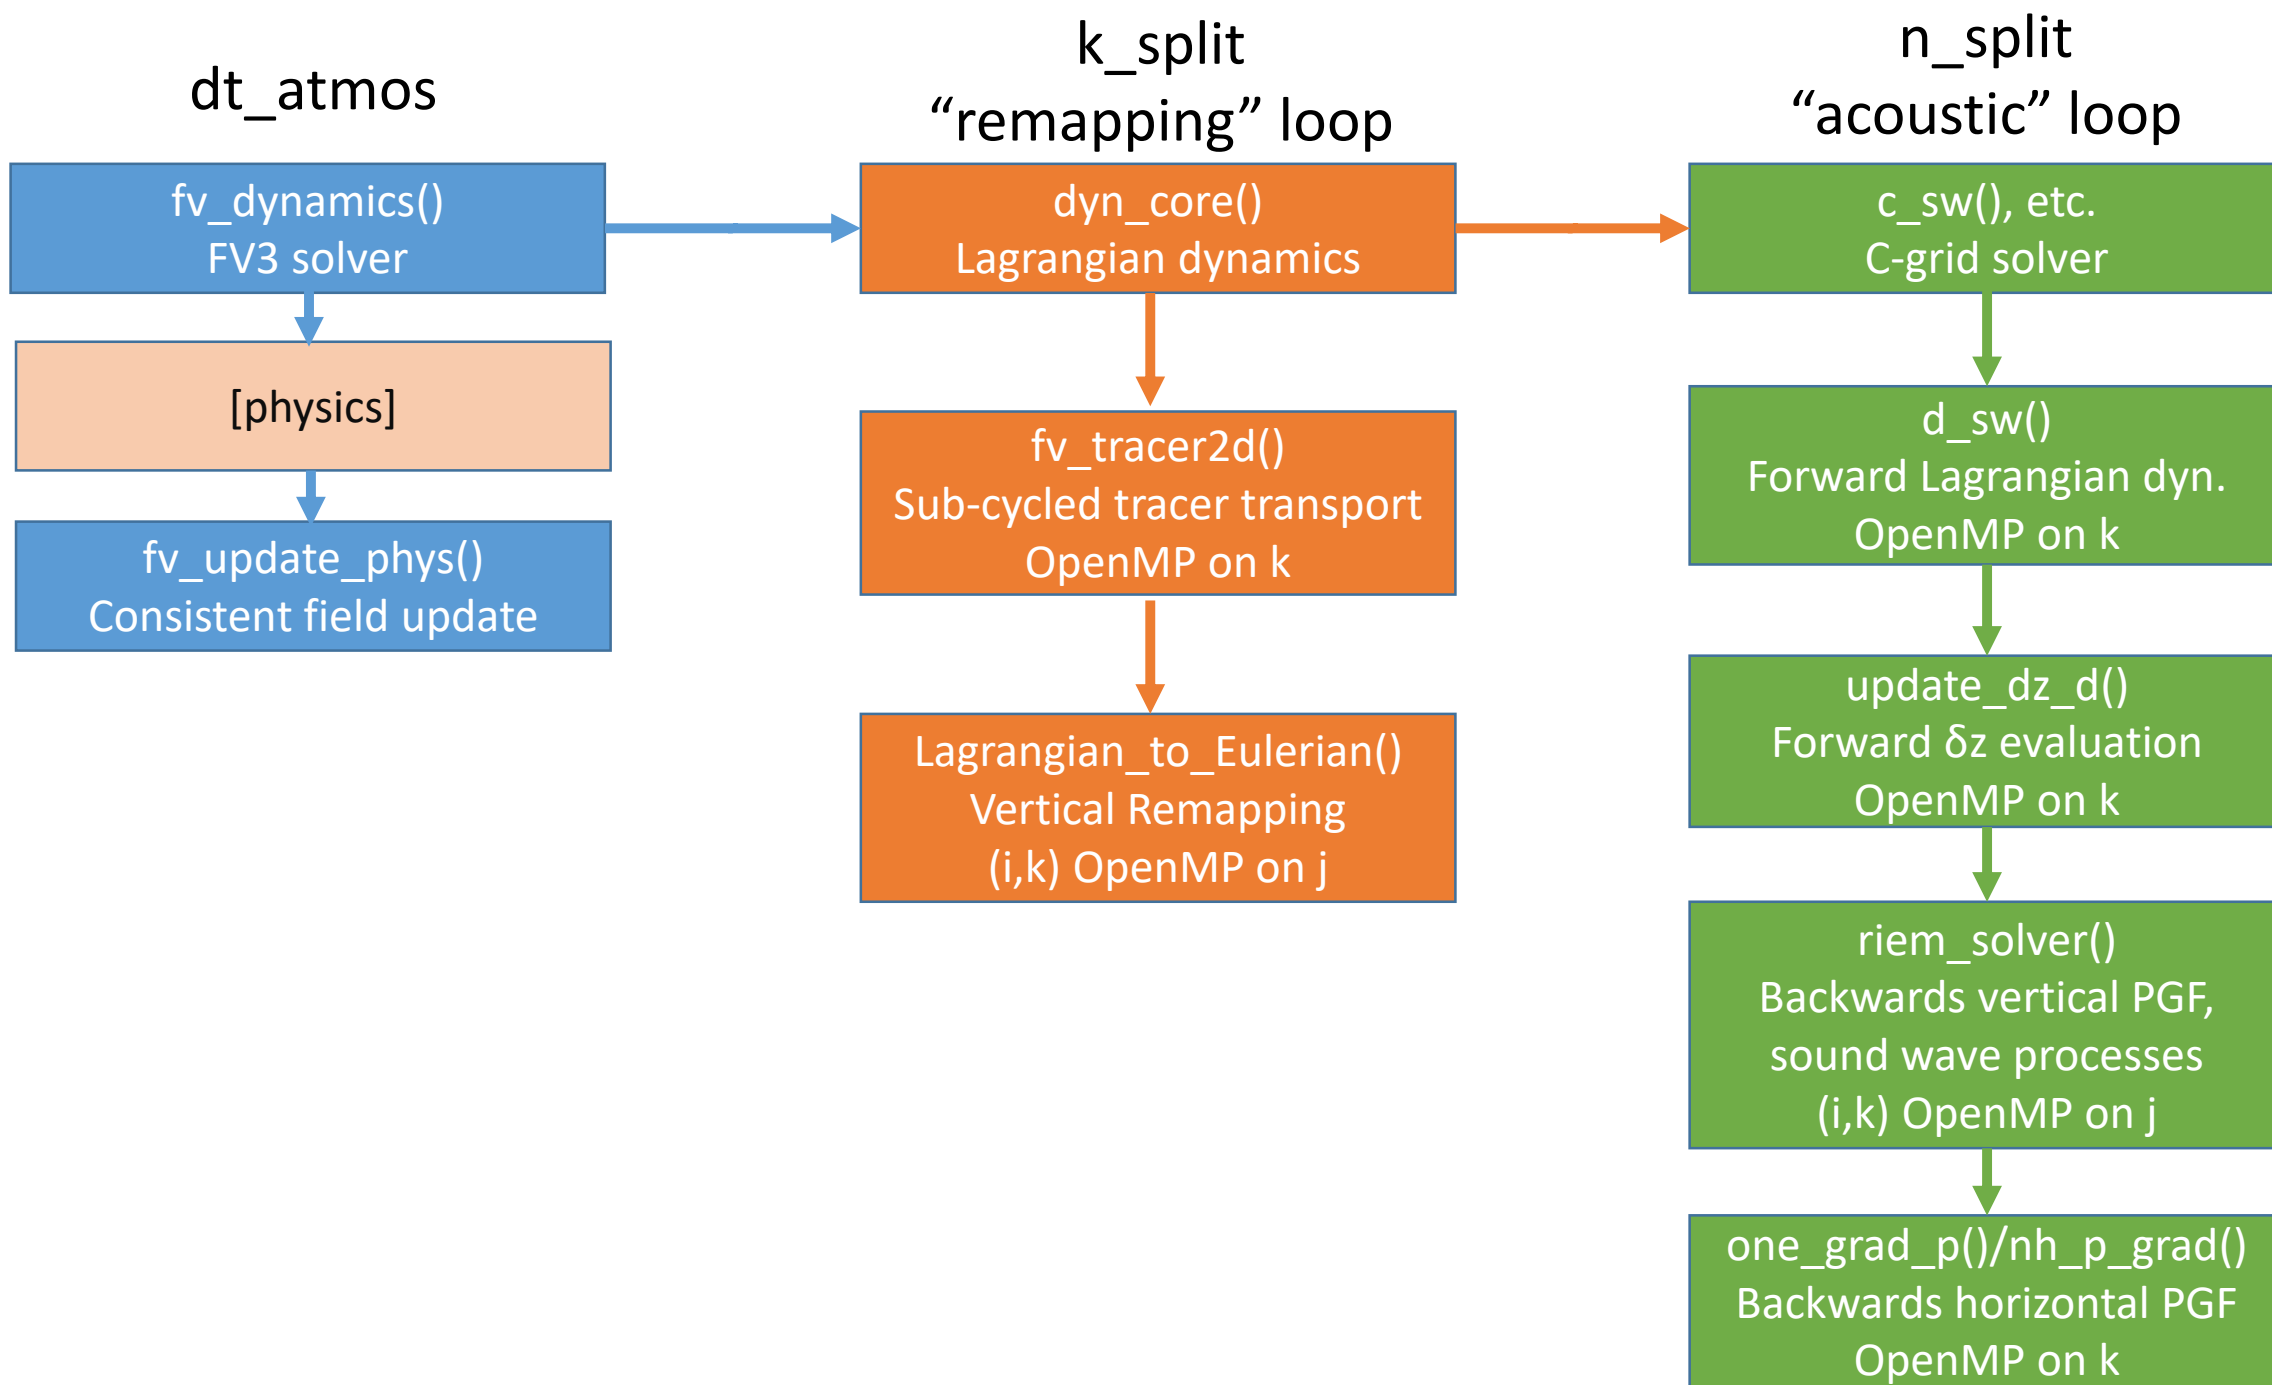 dt_atmos
fv_dynamics()
FV3 solver
[physics]
fv_update_phys()
Consistent field update
k_split
“remapping” loop
dyn_core()
Lagrangian dynamics
fv_tracer2d()
Sub-cycled tracer transport
OpenMP on k
Lagrangian_to_Eulerian()
Vertical Remapping
(i,k) OpenMP on j
n_split
“acoustic” loop
c_sw(), etc.
C-grid solver
d_sw()
Forward Lagrangian dyn.
OpenMP on k
update_dz_d()
Forward δz evaluation
OpenMP on k
riem_solver()
Backwards vertical PGF,
sound wave processes
(i,k) OpenMP on j
one_grad_p()/nh_p_grad()
Backwards horizontal PGF
OpenMP on k